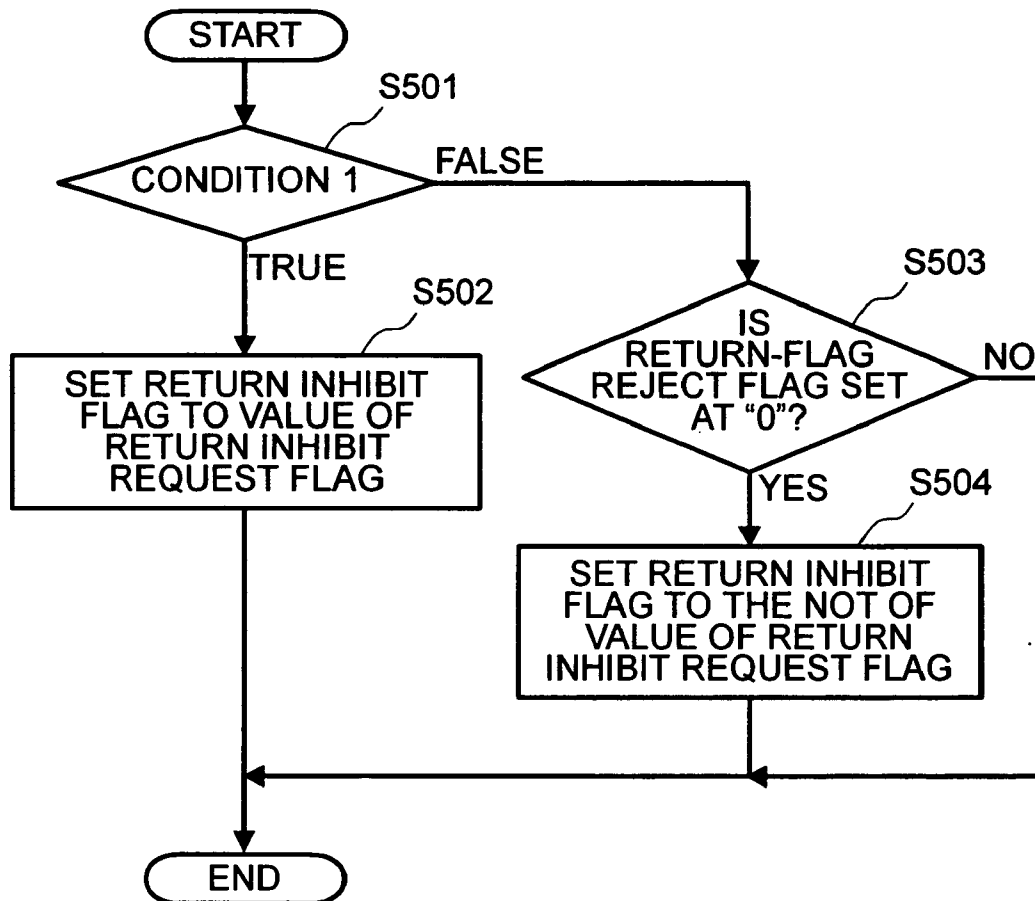 START
S501
CONDITION 1
FALSE
TRUE
S502
SET RETURN INHIBIT
FLAG TO VALUE OF
RETURN INHIBIT
REQUEST FLAG
S503
IS
RETURN-FLAG
REJECT FLAG SET
AT “0”?
NO
YES
S504
SET RETURN INHIBIT
FLAG TO THE NOT OF
VALUE OF RETURN
INHIBIT REQUEST FLAG
END